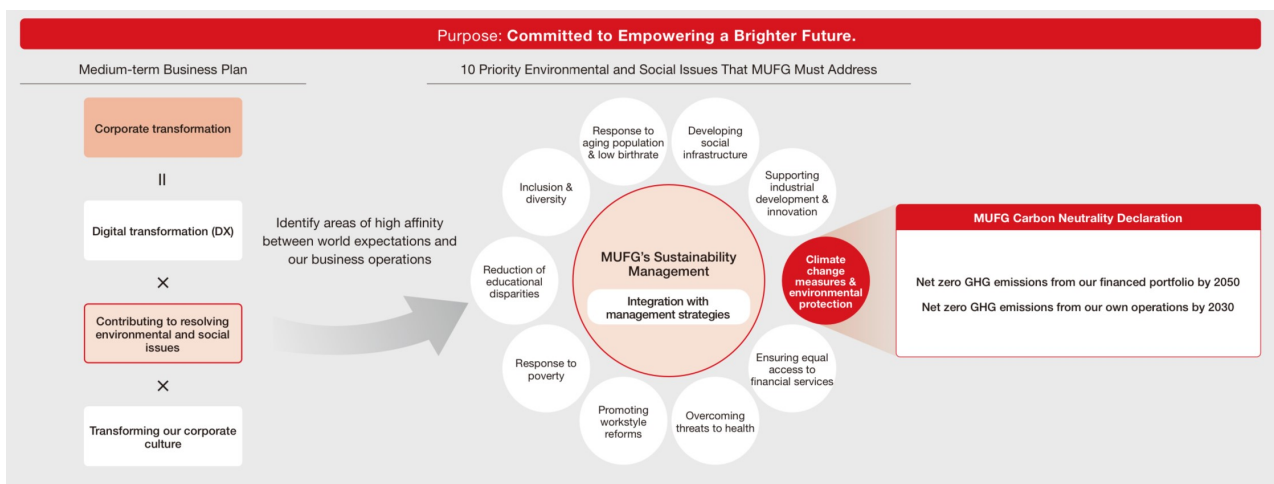 Purpose: Committed to Empowering a Brighter Future.
Medium-term Business Plan
Corporate transformation
=
Digital transformation (DX)
×
Contributing to resolving
environmental and social
issues
×
Transforming our corporate
culture
Identify areas of high affinity
between world expectations and
our business operations
10 Priority Environmental and Social Issues That MUFG Must Address
Response to
aging population
& low birthrate
Developing
social
infrastructure
Supporting
industrial
development &
innovation
Climate
change
measures &
environmental
protection
Ensuring equal
access to
financial services
Overcoming
threats to health
Promoting
workstyle
reforms
Response to
poverty
Reduction of
educational
disparities
Inclusion &
diversity
MUFG's Sustainability
Management
Integration with
management strategies
MUFG Carbon Neutrality Declaration
Net zero GHG emissions from our financed portfolio by 2050
Net zero GHG emissions from our own operations by 2030